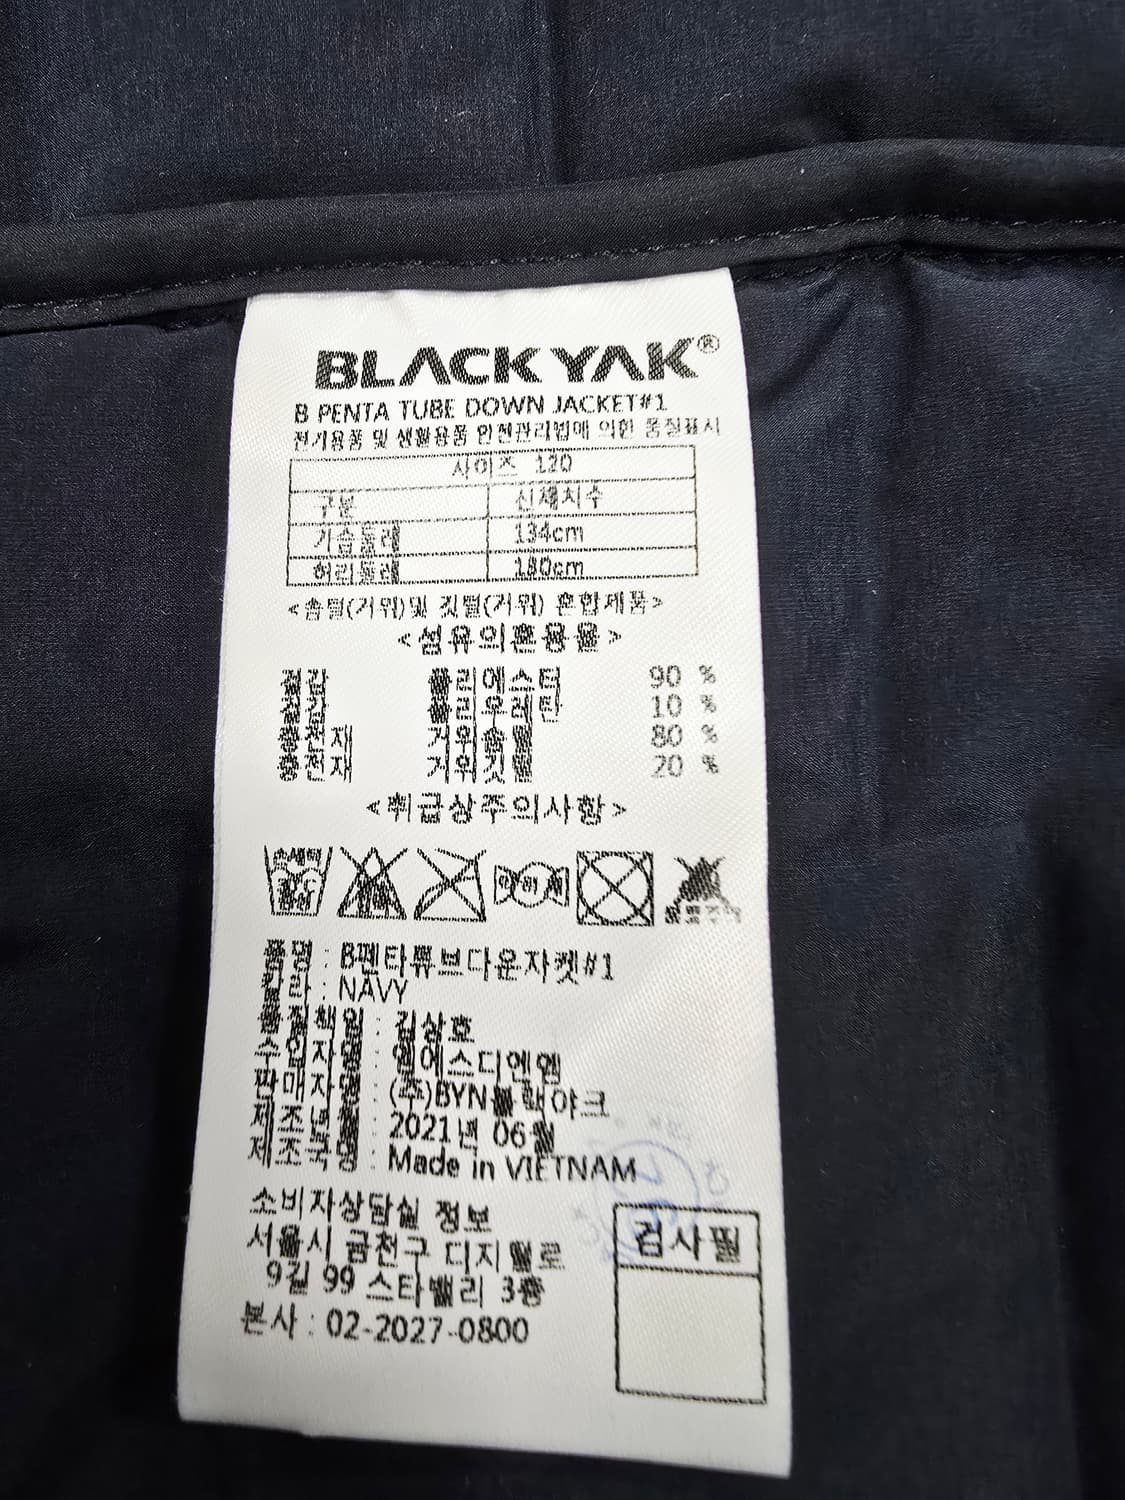 BLACKYAK®
B PENTA TUBE DOWN JACKET#1
전기용품 및 생활용품 안전관리법에 의한 품질표시
사이즈 120
구분 신체치수
가슴둘레 134cm
허리둘레 130cm
<솜털(거위)및 깃털(거위) 혼합제품>
<섬유의혼용율>
겉감 폴리에스터 90 %
겉감 폴리우레탄 10 %
충전재 거위솜털 80 %
충전재 거위깃털 20 %
<취급상주의사항>
품명 : B펜타튜브다운자켓#1
칼라 : NAVY
품질책임 : 김상호
수입자명 : 엘에스디엔엠
판매자명 : (주)BYN블랙야크
제조년월 : 2021년 06월
제조국명 : Made in VIETNAM
소비자상담실 정보
서울시 금천구 디지털로
9길 99 스타밸리 3층
본사 : 02-2027-0800
검사필